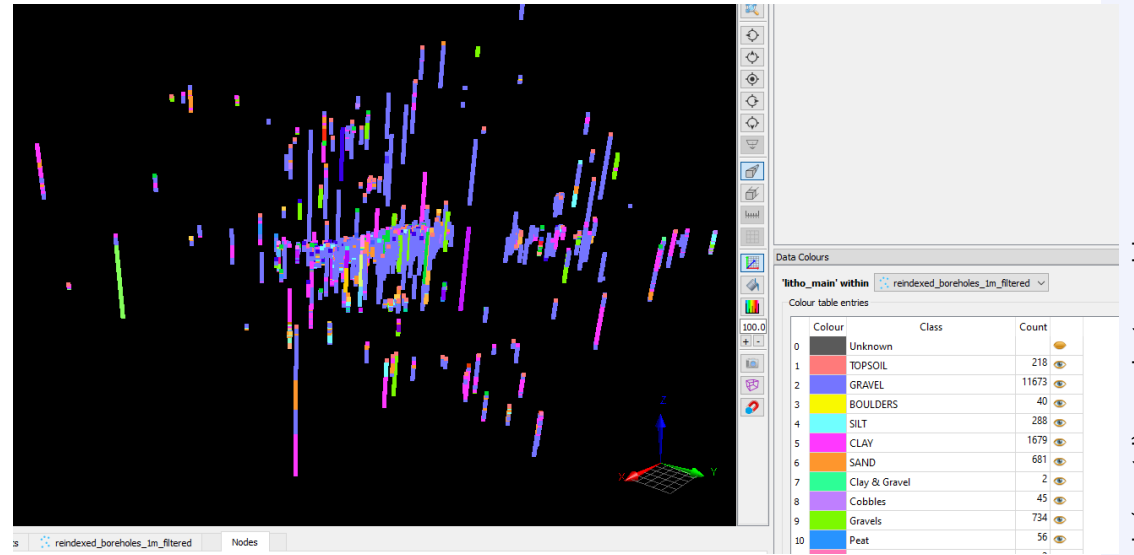 100.0
+ -
Z
X Y
reindexed_boreholes_1m_filtered Nodes
Data Colours
'litho_main' within reindexed_boreholes_1m_filtered
Colour table entries
Colour Class Count
0 Unknown
1 TOPSOIL 218
2 GRAVEL 11673
3 BOULDERS 40
4 SILT 288
5 CLAY 1679
6 SAND 681
7 Clay & Gravel 2
8 Cobbles 45
9 Gravels 734
10 Peat 56